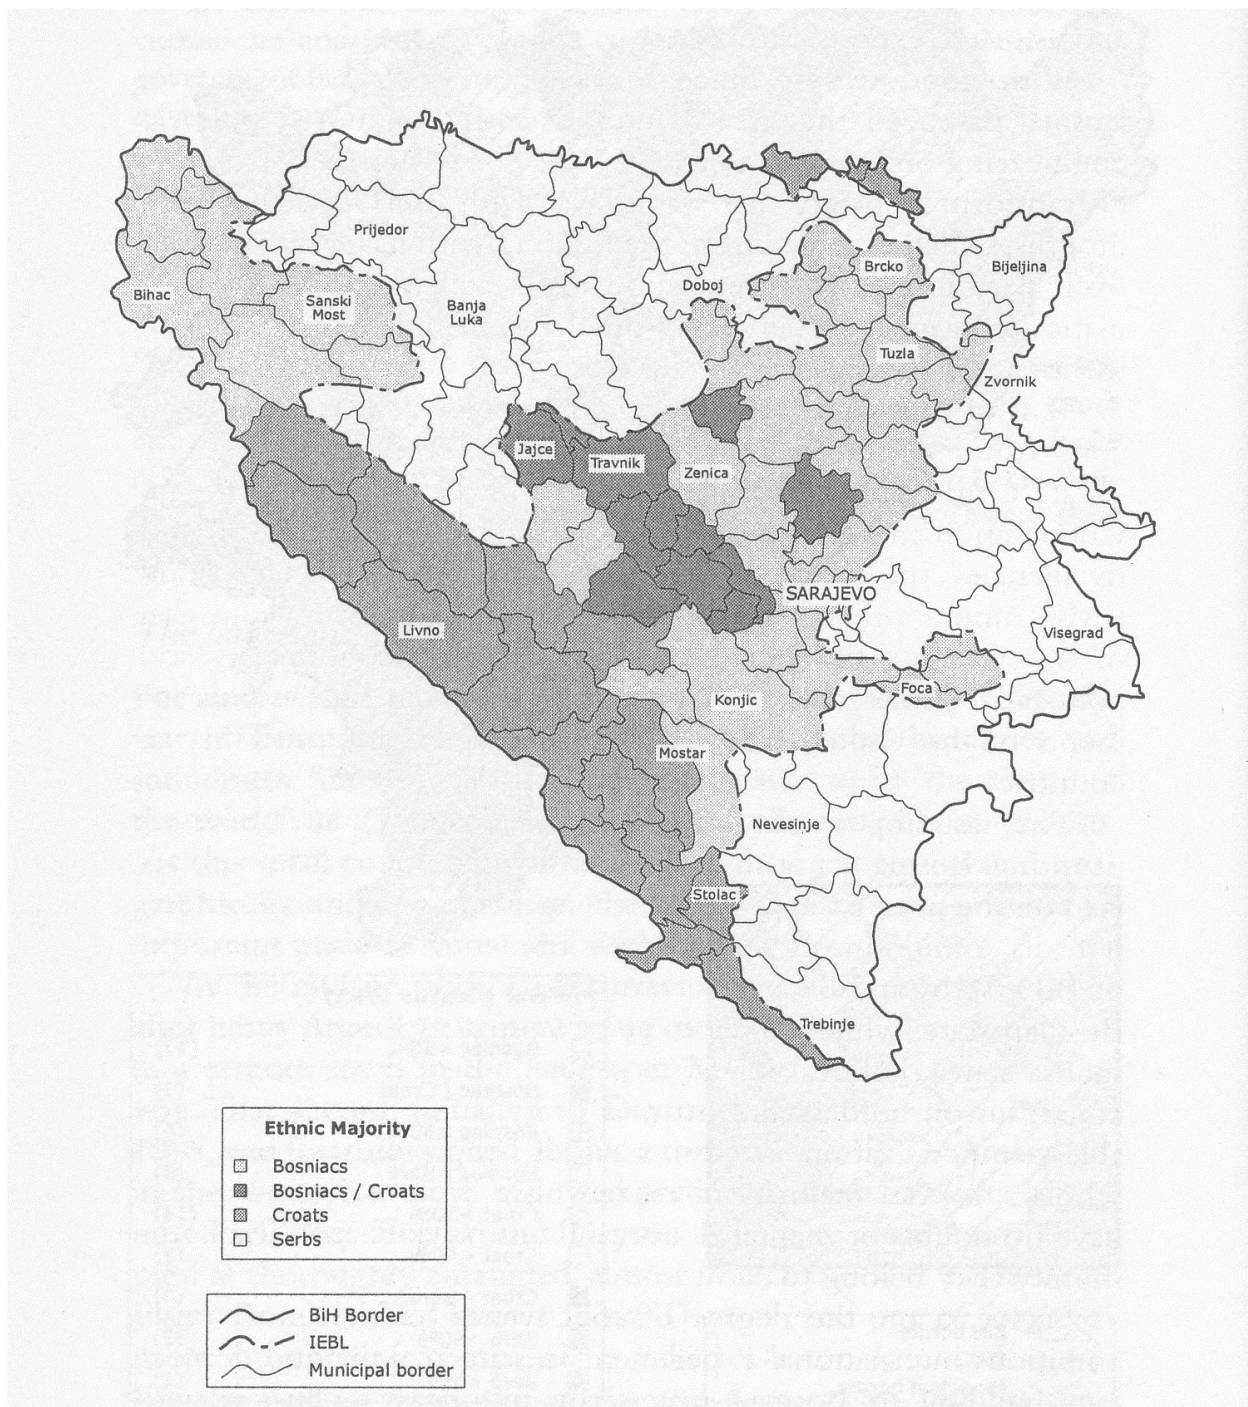 Prijedor
Bihac
Sanski
Most
Banja
Luka
Doboj
Brcko
Bijeljina
Tuzla
Zvornik
Jajce
Travnik
Zenica
SARAJEVO
Livno
Visegrad
Foca
Konjic
Mostar
Nevesinje
Stolac
Trebinje
Ethnic Majority
Bosniacs
Bosniacs / Croats
Croats
Serbs
BiH Border
IEBL
Municipal border